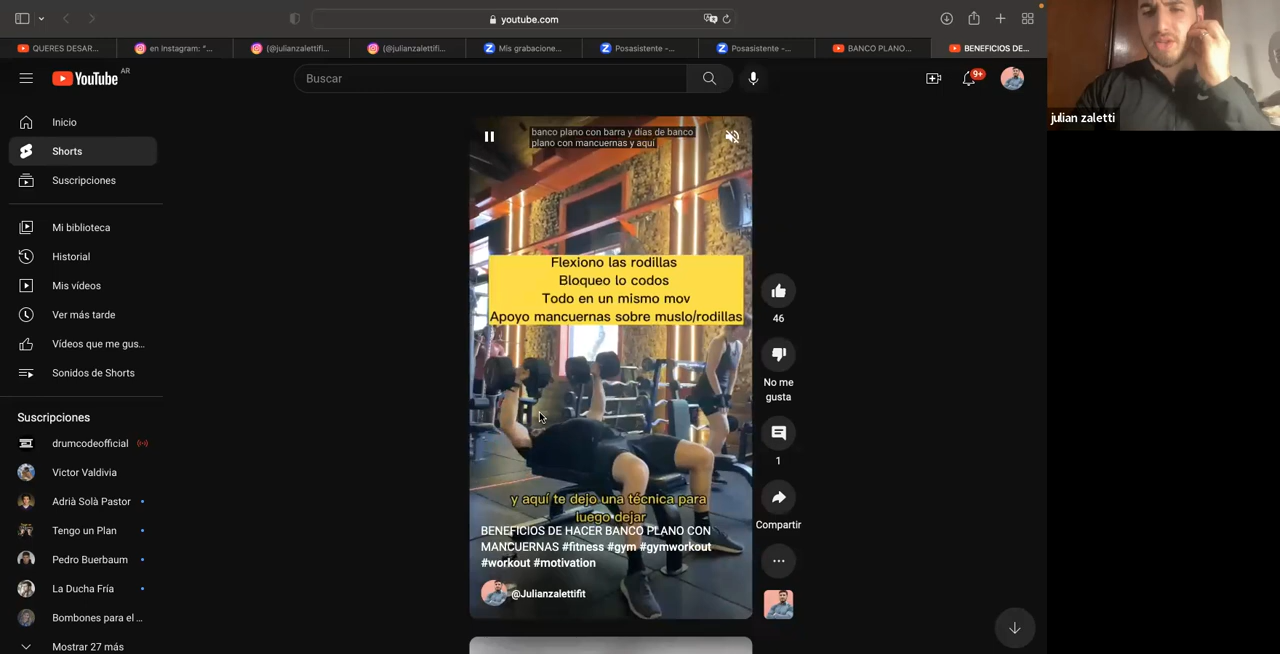 youtube.com
QUERES DESAR...
en Instagram: "...
(@julianzalettifi...
(@julianzalettifi...
Mis grabacione...
Posasistente -...
Posasistente -...
BANCO PLANO...
BENEFICIOS DE...
YouTube AR
Buscar
9+
julian zaletti
Inicio
Shorts
Suscripciones
Mi biblioteca
Historial
Mis vídeos
Ver más tarde
Vídeos que me gus...
Sonidos de Shorts
Suscripciones
drumcodeofficial
Victor Valdivia
Adrià Solà Pastor
Tengo un Plan
Pedro Buerbaum
La Ducha Fría
Bombones para el ...
Mostrar 27 más
banco plano con barra y días de banco
plano con mancuernas y aquí
Flexiono las rodillas
Bloqueo lo codos
Todo en un mismo mov
Apoyo mancuernas sobre muslo/rodillas
y aquí te dejo una técnica para
luego dejar
BENEFICIOS DE HACER BANCO PLANO CON
MANCUERNAS #fitness #gym #gymworkout
#workout #motivation
@Julianzalettifit
46
No me
gusta
1
Compartir